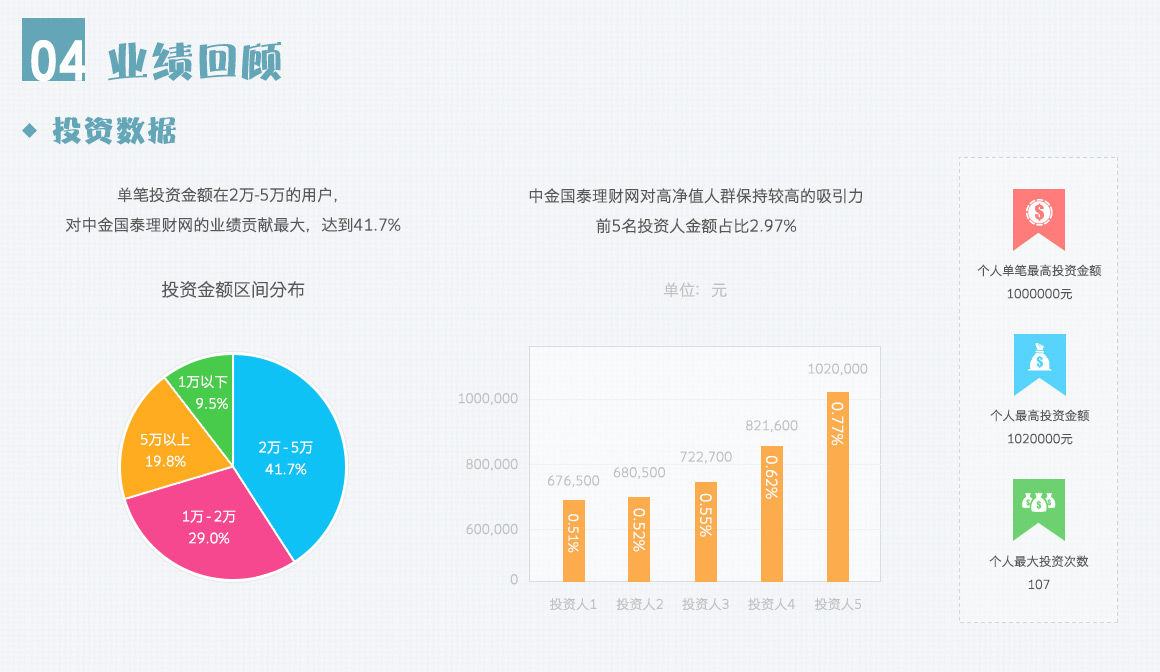 04 业绩回顾
投资数据
单笔投资金额在2万-5万的用户,
对中金国泰理财网的业绩贡献最大，达到41.7%
投资金额区间分布
1万以下
9.5%
5万以上
19.8%
2万-5万
41.7%
1万-2万
29.0%
中金国泰理财网对高净值人群保持较高的吸引力
前5名投资人金额占比2.97%
单位：元
1000,000
800,000
600,000
0
676,500
680,500
722,700
821,600
1020,000
0.51%
0.52%
0.55%
0.62%
0.77%
投资人1 投资人2 投资人3 投资人4 投资人5
个人单笔最高投资金额
1000000元
个人最高投资金额
1020000元
个人最大投资次数
107